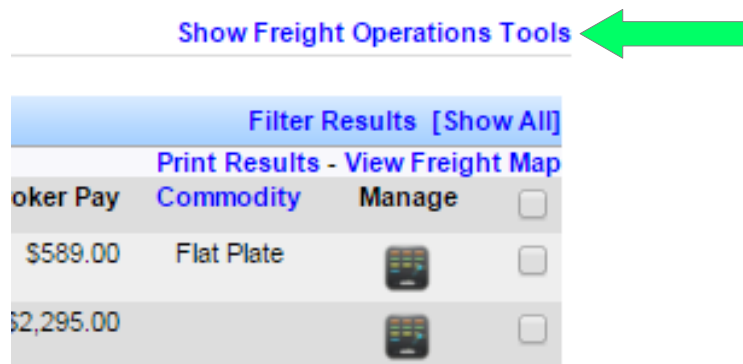 Show Freight Operations Tools
Filter Results [Show All]
Print Results - View Freight Map
oker Pay Commodity Manage
$589.00 Flat Plate
$2,295.00